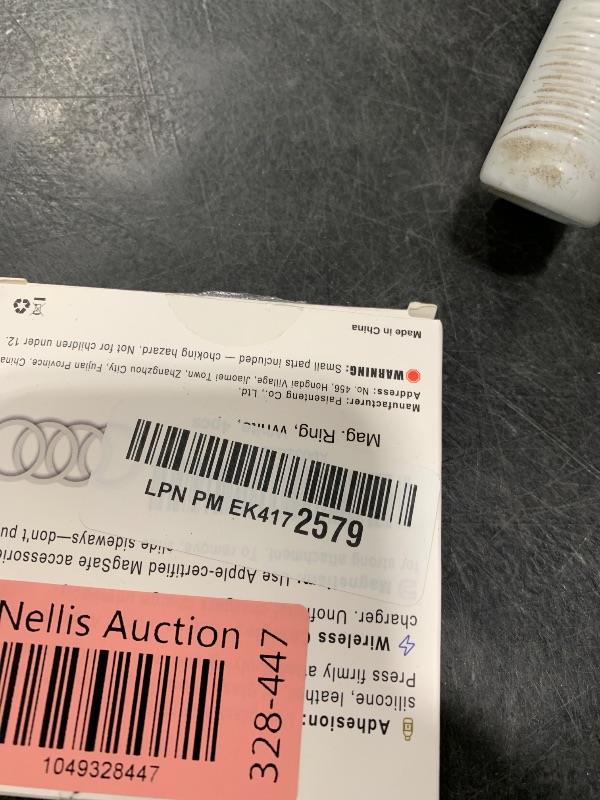 LPN PM EK4172579
Nellis Auction
1049328447
328-447
Adhesion:
silicone, leath
Press firmly a
Wireless
charger. Unof
Use Apple-certified MagSafe accessorie
slide sideways—don't pu
Magnetism
for strong attachment. To remove,
Mag. Ring, White,
Manufacturer: Paisenteng Co., Ltd.
Address: No. 456, Hongdai Village, Jiaomei Town, Zhangzhou City, Fujian Province, China
WARNING: Small parts included — choking hazard. Not for children under 12.
Made in China